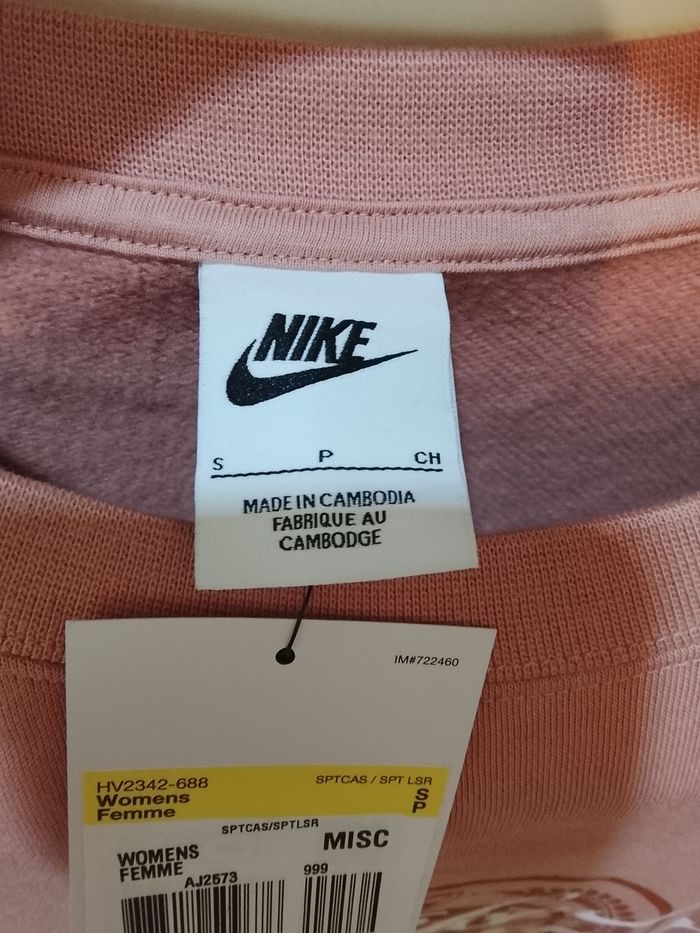 NIKE
S P CH
MADE IN CAMBODIA
FABRIQUE AU
CAMBODGE
IM#722460
HV2342-688 SPTCAS / SPT LSR
Womens S
Femme P
SPTCAS/SPTLSR
WOMENS MISC
FEMME
AJ2573 999